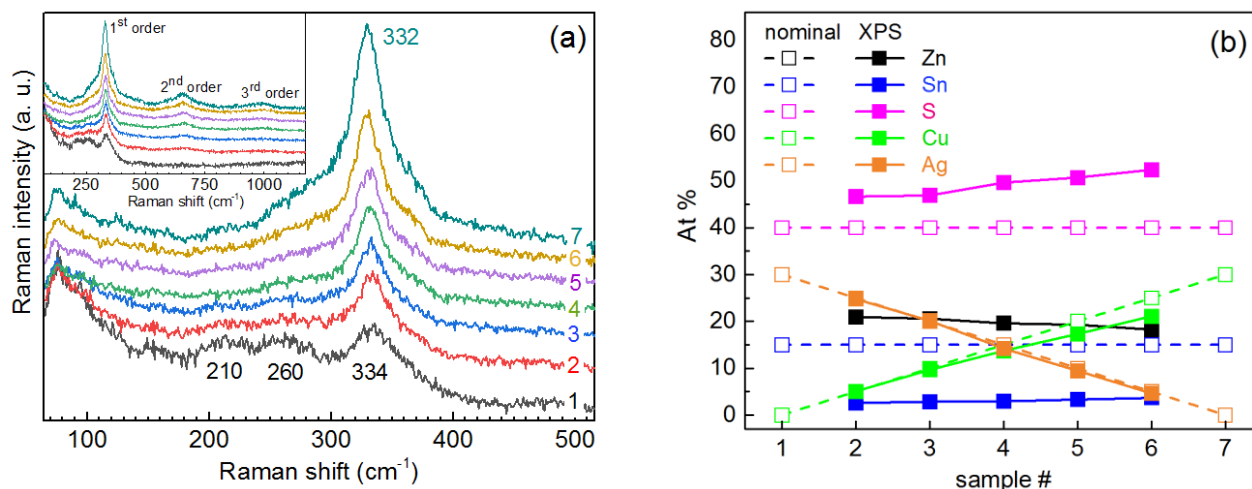 (a)
1st order
2nd order
3rd order
250 500 750 1000
Raman shift (cm-1)
332
7
6
5
4
3
2
1
210 260 334
100 200 300 400 500
Raman shift (cm-1)
Raman intensity (a. u.)
(b)
nominal XPS
Zn
Sn
S
Cu
Ag
80
70
60
50
40
30
20
10
0
At %
1 2 3 4 5 6 7
sample #